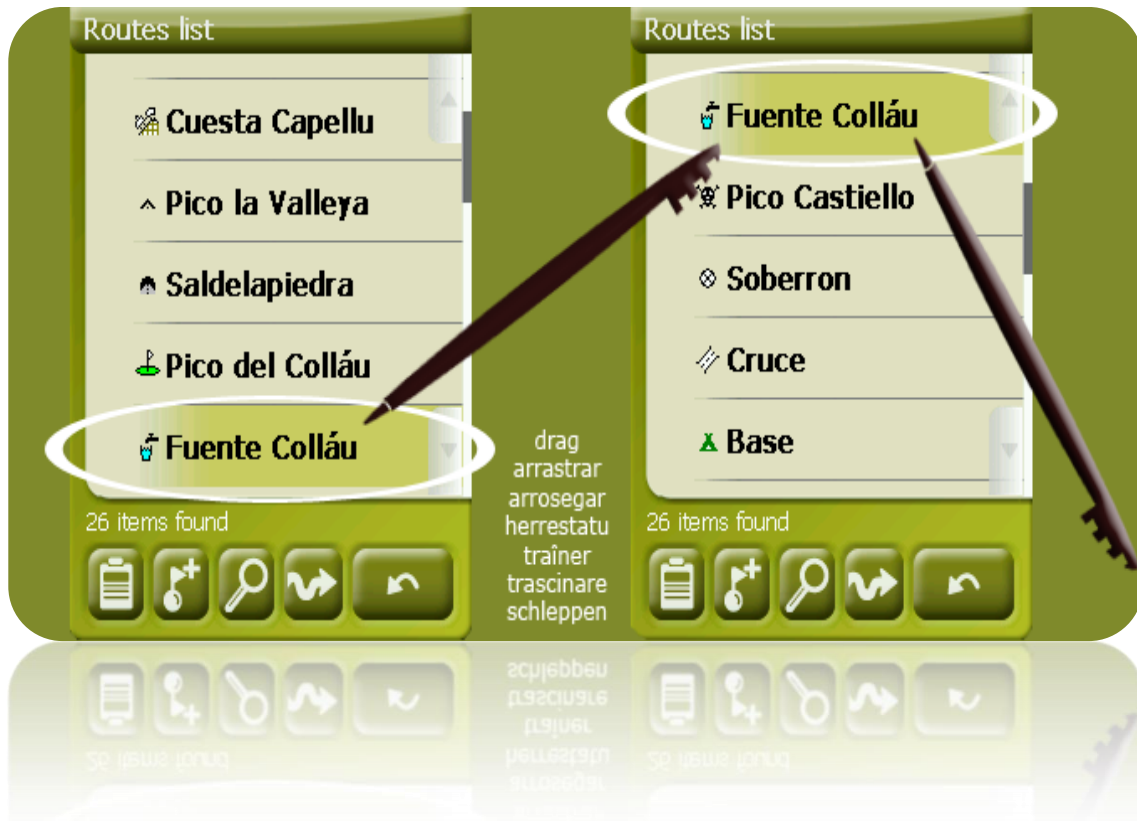 Routes list
Cuesta Capellu
Pico la Valleya
Saldelapiedra
Pico del Colláu
Fuente Colláu
26 items found
drag
arrastrar
arrosegar
herrestatu
traîner
trascinare
schleppen
Routes list
Fuente Colláu
Pico Castiello
Soberron
Cruce
Base
26 items found